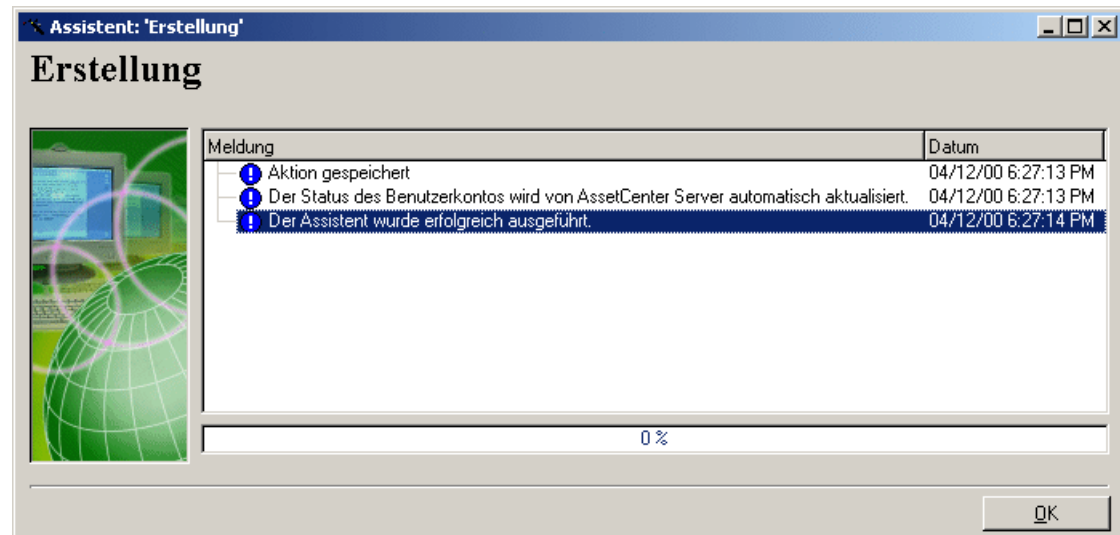 Assistent: 'Erstellung'
Erstellung
Meldung Datum
Aktion gespeichert 04/12/00 6:27:13 PM
Der Status des Benutzerkontos wird von AssetCenter Server automatisch aktualisiert. 04/12/00 6:27:13 PM
Der Assistent wurde erfolgreich ausgeführt. 04/12/00 6:27:14 PM
0 %
OK